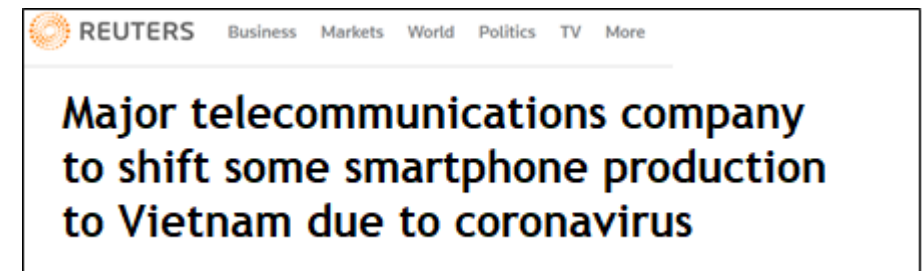 REUTERS Business Markets World Politics TV More
Major telecommunications company
to shift some smartphone production
to Vietnam due to coronavirus